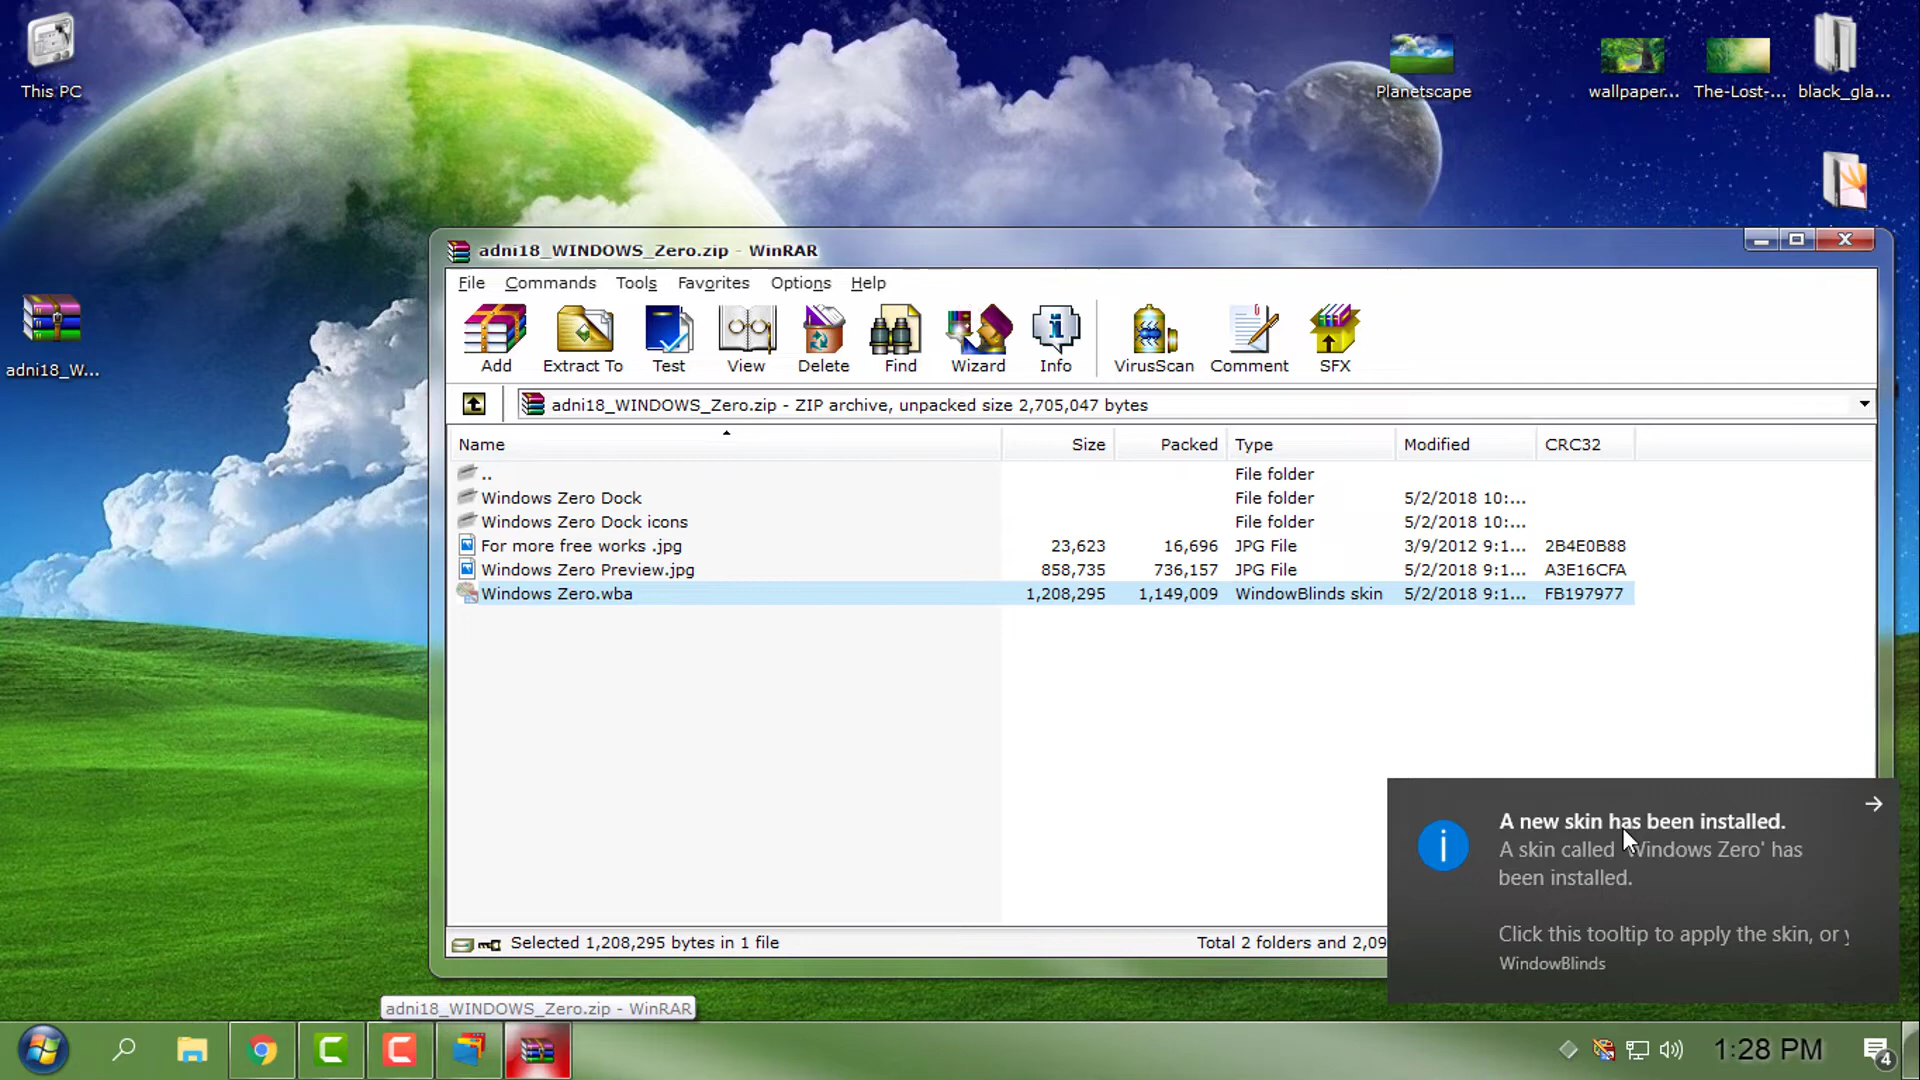 This PC
Planetscape
wallpaper...
The-Lost-...
black_gla...
adni18_W...
adni18_WINDOWS_Zero.zip - WinRAR
File Commands Tools Favorites Options Help
Add Extract To Test View Delete Find Wizard Info VirusScan Comment SFX
adni18_WINDOWS_Zero.zip - ZIP archive, unpacked size 2,705,047 bytes
Name Size Packed Type Modified CRC32
.. File folder
Windows Zero Dock File folder 5/2/2018 10:...
Windows Zero Dock icons File folder 5/2/2018 10:...
For more free works .jpg 23,623 16,696 JPG File 3/9/2012 9:1... 2B4E0B88
Windows Zero Preview.jpg 858,735 736,157 JPG File 5/2/2018 9:1... A3E16CFA
Windows Zero.wba 1,208,295 1,149,009 WindowBlinds skin 5/2/2018 9:1... FB197977
A new skin has been installed.
A skin called 'Windows Zero' has
been installed.
Click this tooltip to apply the skin, or y
WindowBlinds
Selected 1,208,295 bytes in 1 file
Total 2 folders and 2,09
adni18_WINDOWS_Zero.zip - WinRAR
1:28 PM
4